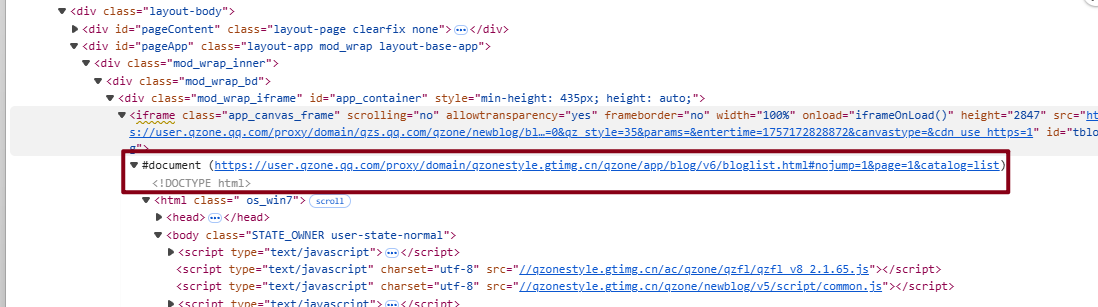 <div class="layout-body">
<div id="pageContent" class="layout-page clearfix none">…</div>
<div id="pageApp" class="layout-app mod_wrap layout-base-app">
<div class="mod_wrap_inner">
<div class="mod_wrap_bd">
<div class="mod_wrap_iframe" id="app_container" style="min-height: 435px; height: auto;">
<iframe class="app_canvas_frame" scrolling="no" allowtransparency="yes" frameborder="no" width="100%" onload="iframeOnLoad()" height="2847" src="htt
s://user.qzone.qq.com/proxy/domain/qzs.qq.com/qzone/newblog/bl…=0&qz_style=35&params=&entertime=1757172828872&canvastype=&cdn_use_https=1" id="tblo
g">
#document (https://user.qzone.qq.com/proxy/domain/qzonestyle.gtimg.cn/qzone/app/blog/v6/bloglist.html#nojump=1&page=1&catalog=list)
<!DOCTYPE html>
<html class=" os_win7"> scroll
<head>…</head>
<body class="STATE_OWNER user-state-normal">
<script type="text/javascript">…</script>
<script type="text/javascript" charset="utf-8" src="//qzonestyle.gtimg.cn/ac/qzone/qzfl/qzfl_v8_2.1.65.js"></script>
<script type="text/javascript" charset="utf-8" src="//qzonestyle.gtimg.cn/qzone/newblog/v5/script/common.js"></script>
<script type="text/javascript">…</script>